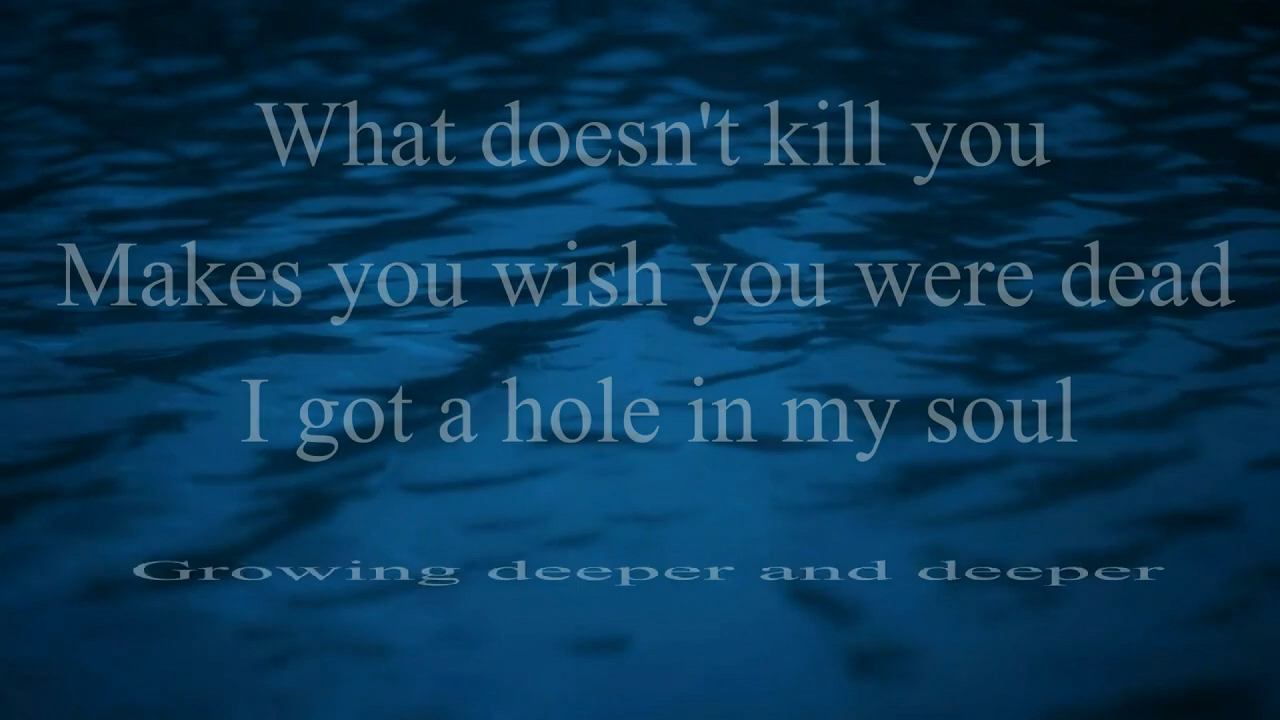 What doesn't kill you
Makes you wish you were dead
I got a hole in my soul
Growing deeper and deeper